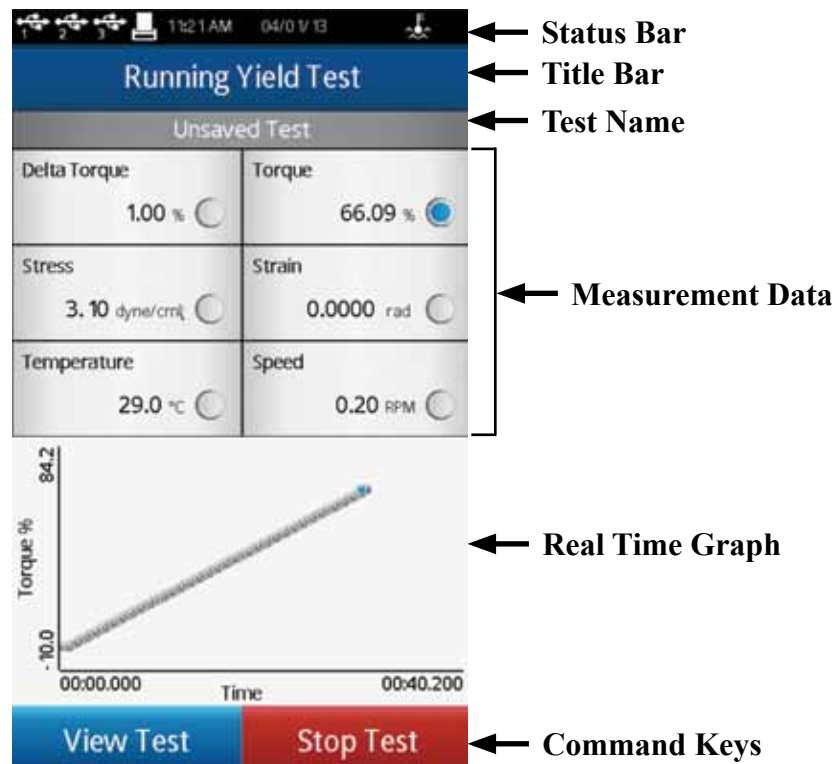 1 2 3 11:21 AM 04/01/13
Status Bar
Running Yield Test
Title Bar
Unsaved Test
Test Name
Delta Torque
1.00 %
Torque
66.09 %
Stress
3.10
Strain
0.0000 rad
Temperature
29.0 °C
Speed
0.20 RPM
Measurement Data
84.2
Torque %
-10.0
00:00.000
Time
00:40.200
Real Time Graph
View Test
Stop Test
Command Keys